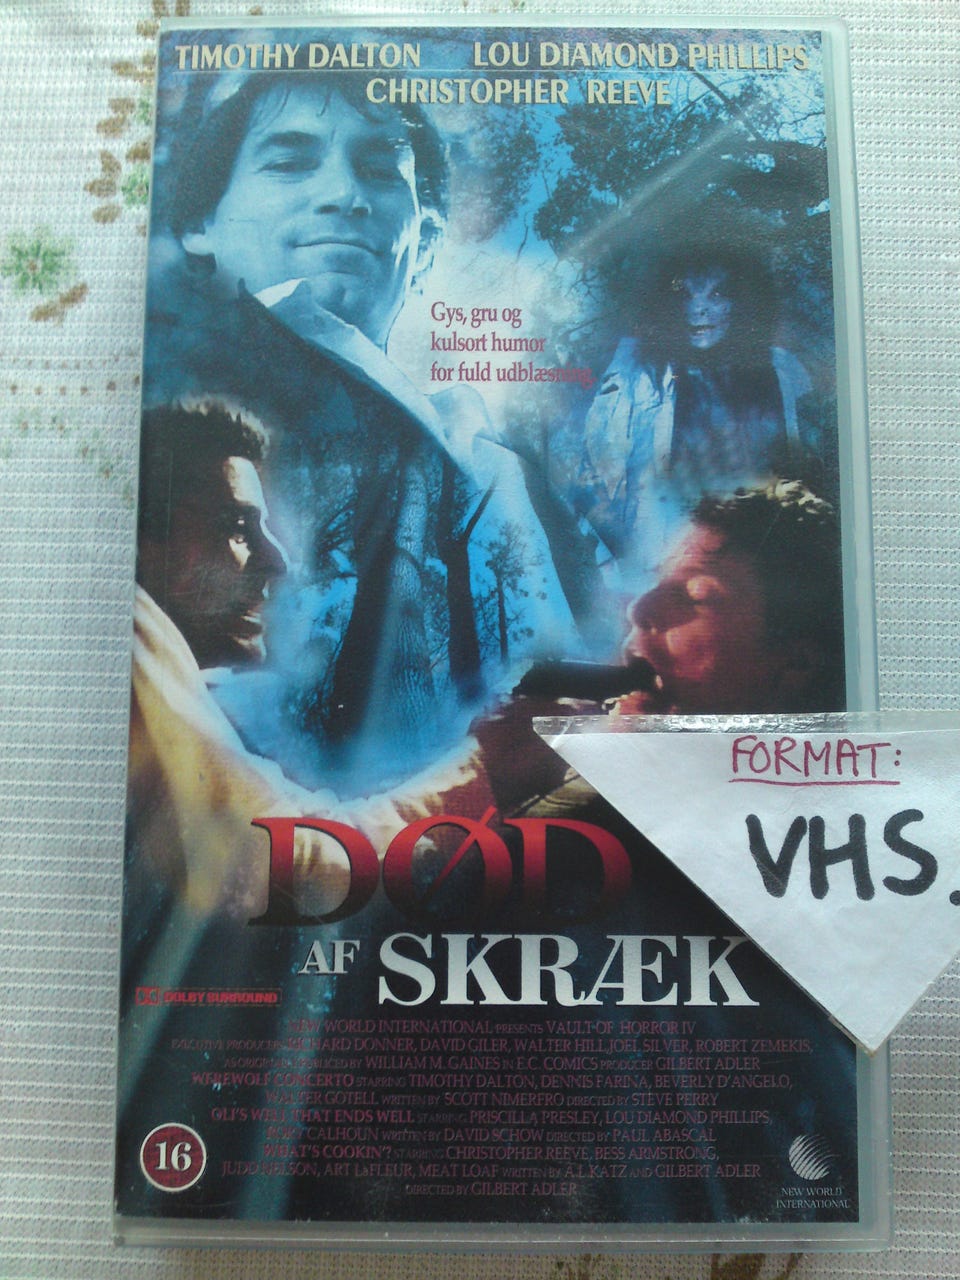 TIMOTHY DALTON LOU DIAMOND PHILLIPS
CHRISTOPHER REEVE
Gys, gru og
kulsort humor
for fuld udblæsning
FORMAT:
VHS.
DØD
AF SKRÆK
DOLBY SURROUND
NEW WORLD INTERNATIONAL PRESENTS VAULT OF HORROR IV
EXECUTIVE PRODUCERS RICHARD DONNER, DAVID GILER, WALTER HILL, JOEL SILVER, ROBERT ZEMEKIS,
AS ORIGINALLY PUBLICED BY WILLIAM M. GAINES IN E.C. COMICS PRODUCER GILBERT ADLER
WEREWOLF CONCERTO STARRING TIMOTHY DALTON, DENNIS FARINA, BEVERLY D'ANGELO,
WALTER GOTELL WRITTEN BY SCOTT NIMERFRO DIRECTED BY STEVE PERRY
OLI'S WELL THAT ENDS WELL STARRING PRISCILLA PRESLEY, LOU DIAMOND PHILLIPS,
RORY CALHOUN WRITTEN BY DAVID SCHOW DIRECTED BY PAUL ABASCAL
WHAT'S COOKIN'? STARRING CHRISTOPHER REEVE, BESS ARMSTRONG,
JUDD NELSON, ART LaFLEUR, MEAT LOAF WRITTEN BY A.L KATZ AND GILBERT ADLER
DIRECTED BY GILBERT ADLER
16
NEW WORLD
INTERNATIONAL